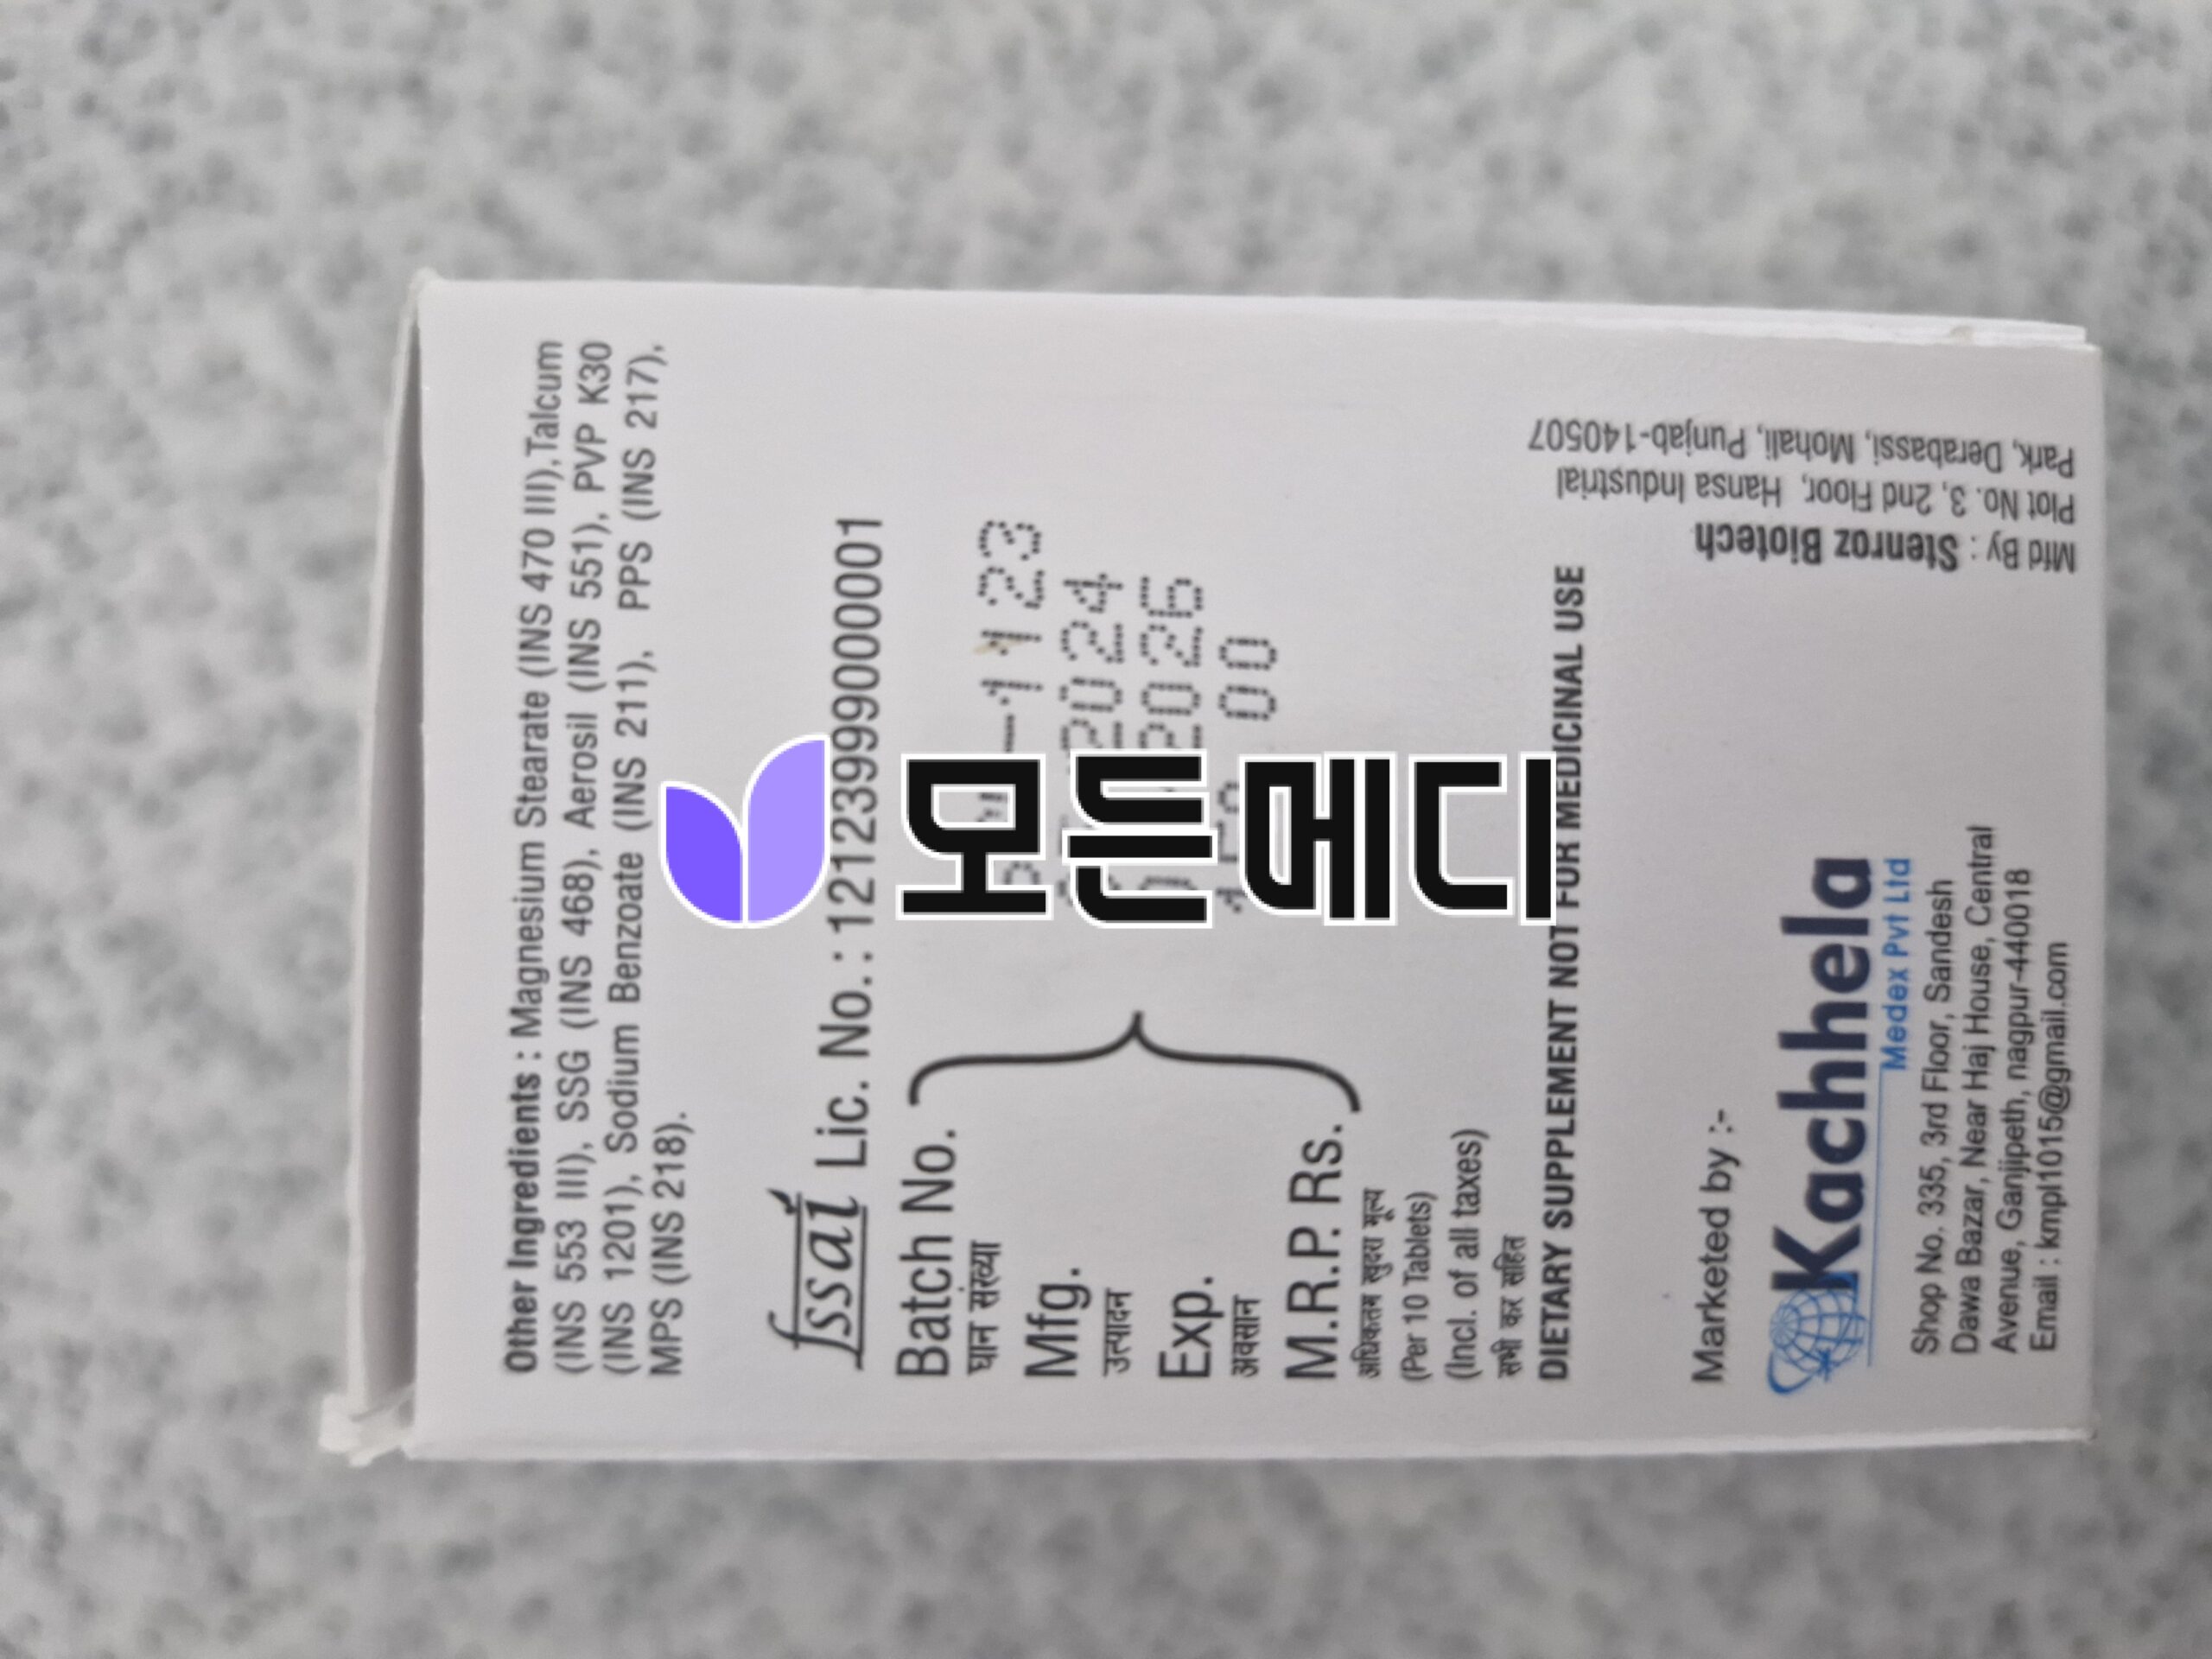 Other Ingredients : Magnesium Stearate (INS 470 III),Talcum
(INS 553 III), SSG (INS 468), Aerosil (INS 551), PVP K30
(INS 1201), Sodium Benzoate (INS 211), PPS (INS 217),
MPS (INS 218).
fssai Lic. No. : 12123999000001
Batch No. -1123
घान संख्या
Mfg. 2024
उत्पादन
Exp. 2026
अवसान
M.R.P. Rs. 00
अधिकतम खुदरा मूल्य
(Per 10 Tablets)
(Incl. of all taxes)
सभी कर सहित
DIETARY SUPPLEMENT NOT FOR MEDICINAL USE
Marketed by :-
Kachhela
Medex Pvt Ltd
Shop No. 335, 3rd Floor, Sandesh
Dawa Bazar, Near Haj House, Central
Avenue, Ganjipeth, nagpur-440018
Email : kmpl1015@gmail.com
Mfd By : Stenroz Biotech
Plot No. 3, 2nd Floor, Hansa Industrial
Park, Derabassi, Mohali, Punjab-140507
모든메디